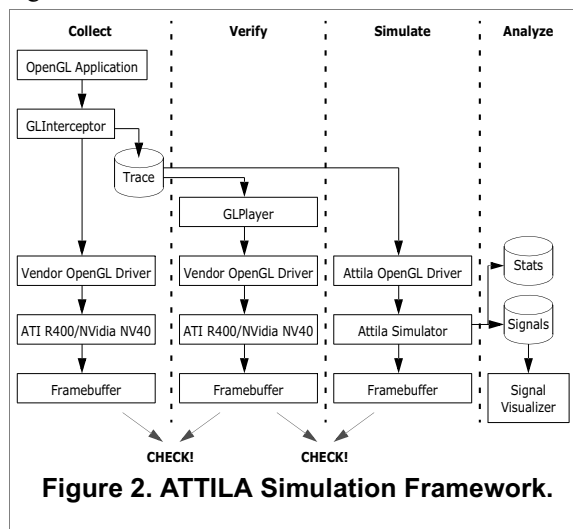 Collect Verify Simulate Analyze
OpenGL Application
GLInterceptor
Trace
GLPlayer
Vendor OpenGL Driver Vendor OpenGL Driver Attila OpenGL Driver Stats
ATI R400/NVidia NV40 ATI R400/NVidia NV40 Attila Simulator Signals
Framebuffer Framebuffer Framebuffer Signal
Visualizer
CHECK! CHECK!
Figure 2. ATTILA Simulation Framework.